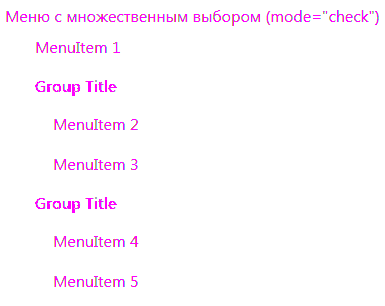 Меню с множественным выбором (mode="check")
MenuItem 1
Group Title
MenuItem 2
MenuItem 3
Group Title
MenuItem 4
MenuItem 5